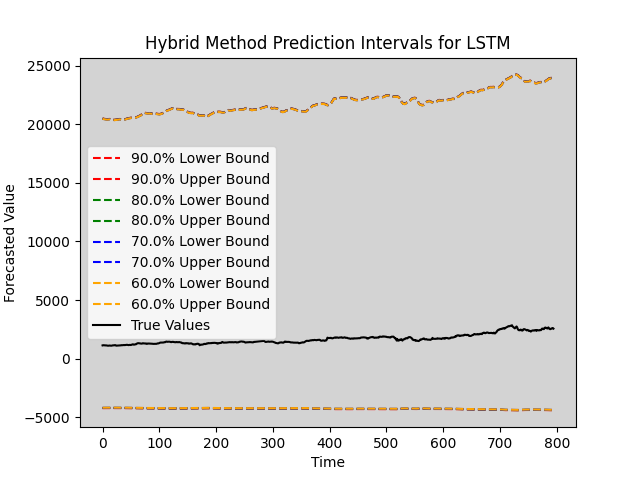 Hybrid Method Prediction Intervals for LSTM
25000
20000
15000
10000
5000
0
−5000
Forecasted Value
90.0% Lower Bound
90.0% Upper Bound
80.0% Lower Bound
80.0% Upper Bound
70.0% Lower Bound
70.0% Upper Bound
60.0% Lower Bound
60.0% Upper Bound
True Values
0 100 200 300 400 500 600 700 800
Time